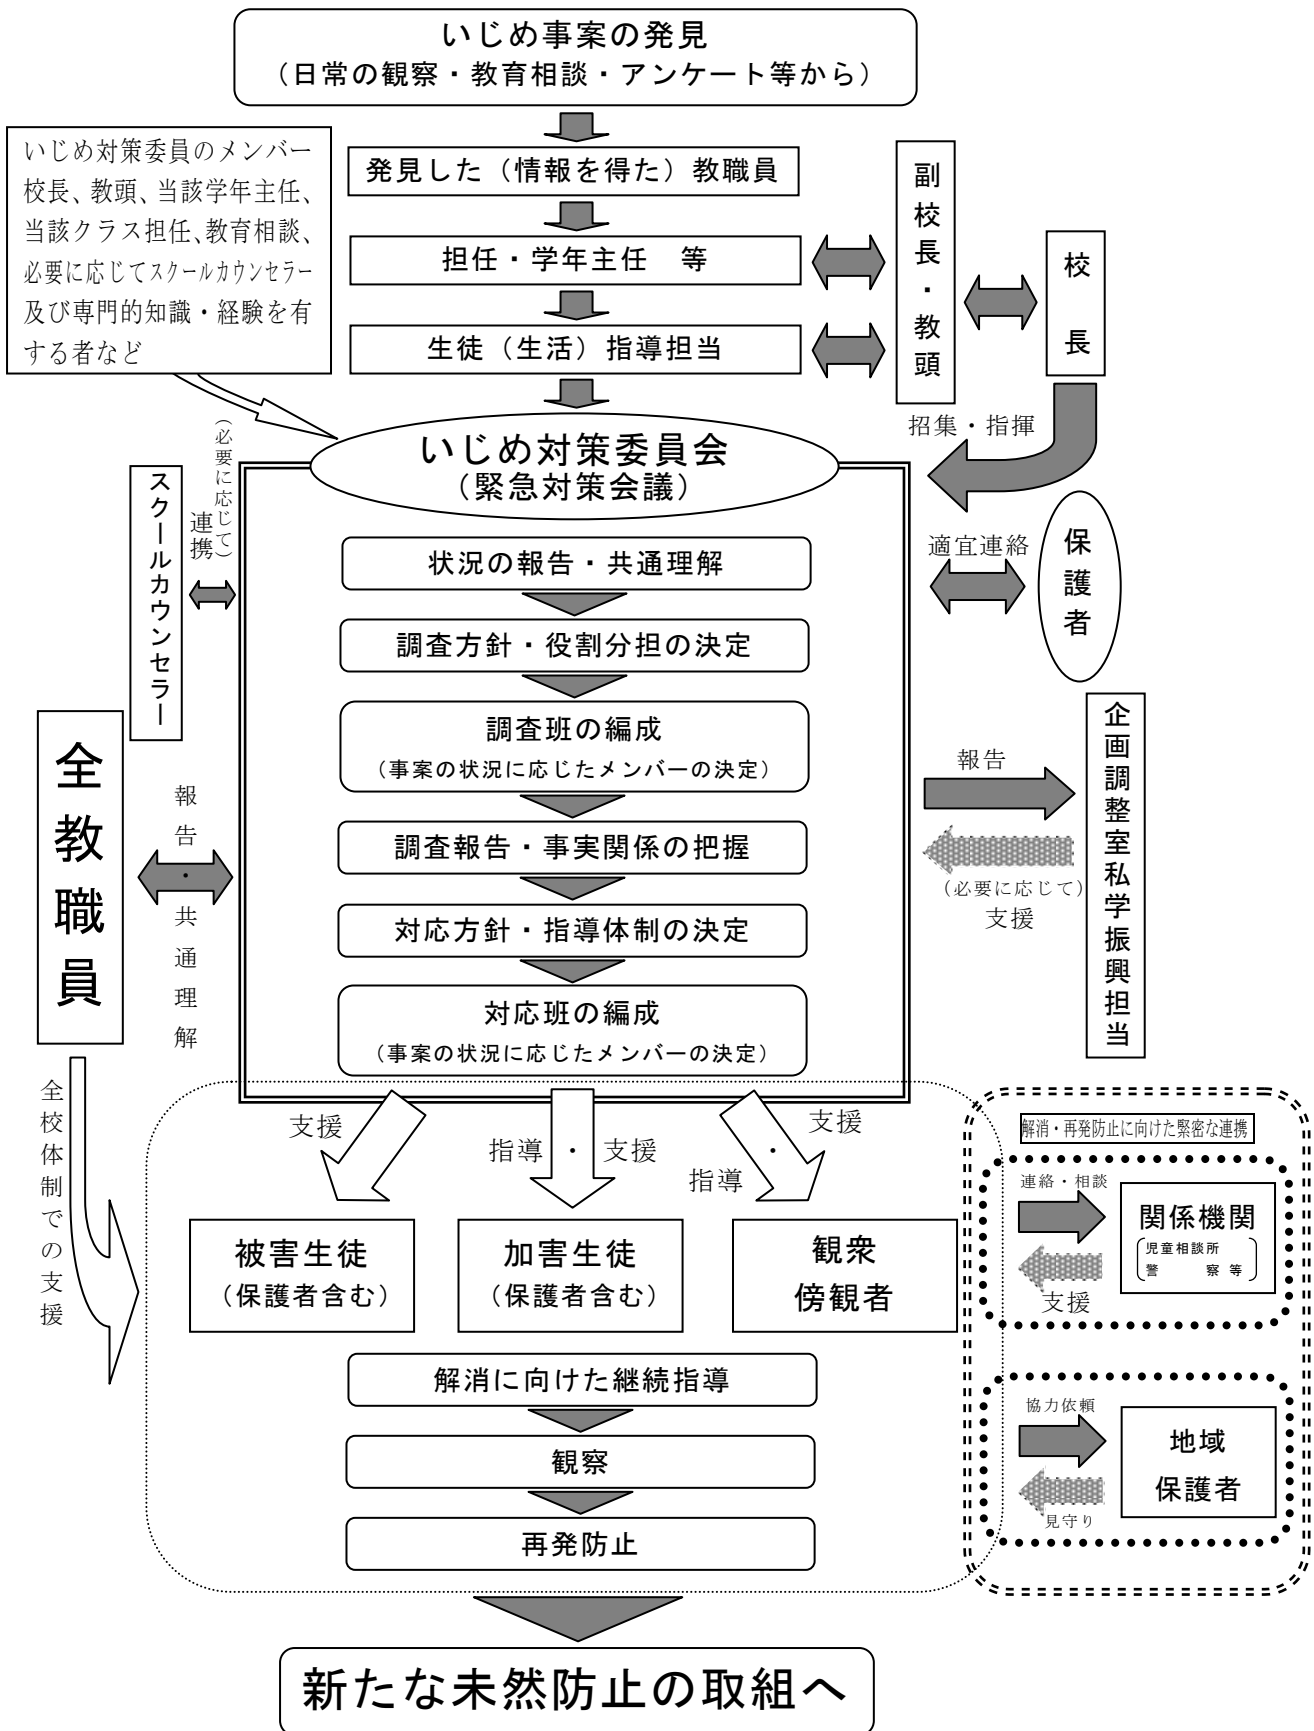 いじめ事案の発見
（日常の観察・教育相談・アンケート等から）
いじめ対策委員のメンバー
校長、教頭、当該学年主任、
当該クラス担任、教育相談、
必要に応じてスクールカウンセラー
及び専門的知識・経験を有
する者など
発見した（情報を得た）教職員
担任・学年主任　等
生徒（生活）指導担当
副校長・教頭
校長
招集・指揮
いじめ対策委員会
（緊急対策会議）
（必要に応じて）
連携
スクールカウンセラー
適宜連絡
保護者
状況の報告・共通理解
調査方針・役割分担の決定
調査班の編成
（事案の状況に応じたメンバーの決定）
調査報告・事実関係の把握
対応方針・指導体制の決定
対応班の編成
（事案の状況に応じたメンバーの決定）
全教職員
報告・共通理解
報告
（必要に応じて）
支援
企画調整室私学振興担当
全校体制での支援
支援
指導・支援
指導・支援
被害生徒
（保護者含む）
加害生徒
（保護者含む）
観衆
傍観者
解消に向けた継続指導
観察
再発防止
解消・再発防止に向けた緊密な連携
連絡・相談
支援
関係機関
児童相談所
警　　察等
協力依頼
見守り
地域
保護者
新たな未然防止の取組へ